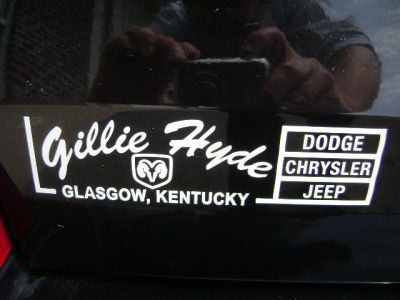 Gillie Hyde
GLASGOW, KENTUCKY
DODGE
CHRYSLER
JEEP